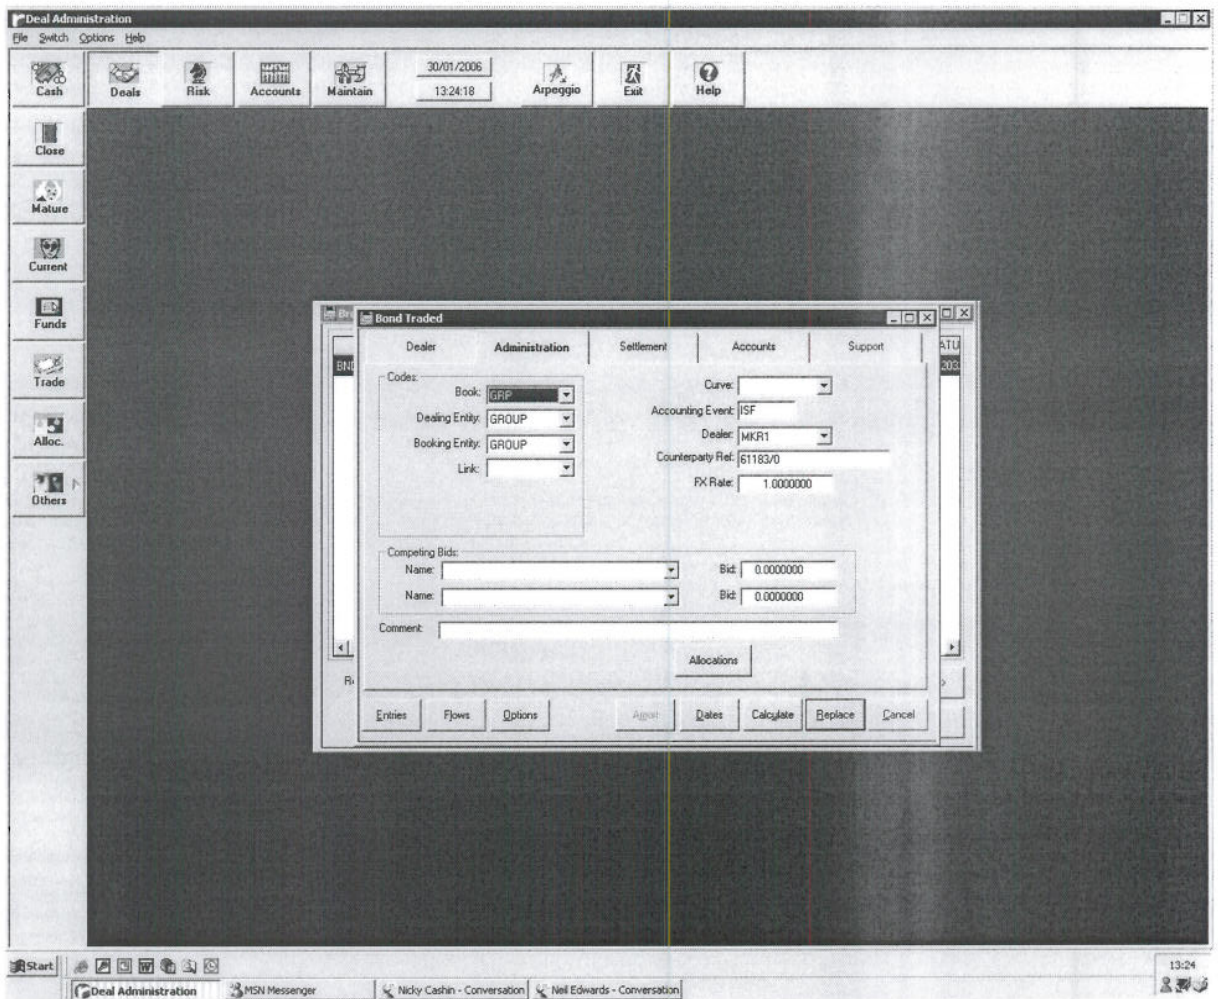 Deal Administration
File Switch Options Help
Cash
Deals
Risk
Accounts
Maintain
30/01/2006
13:24:18
Arpeggio
Exit
Help
Close
Mature
Current
Funds
Trade
Alloc.
Others
Bond Traded
Dealer Administration Settlement Accounts Support
ATU
BND
203
Codes:
Book: GRP
Dealing Entity: GROUP
Booking Entity: GROUP
Link:
Curve:
Accounting Event: ISF
Dealer: MKR1
Counterparty Ref: 61183/0
FX Rate: 1.0000000
Competing Bids:
Name: Bid: 0.0000000
Name: Bid: 0.0000000
Comment:
Allocations
Entries Flows Options Dates Calculate Replace Cancel
Start
13:24
Deal Administration MSN Messenger Nicky Cashin - Conversation Neil Edwards - Conversation